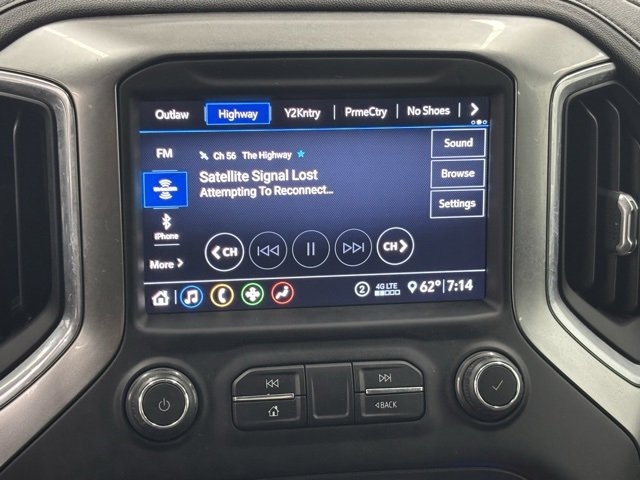 Outlaw Highway Y2Kntry PrmeCtry No Shoes >
FM
Ch 56 The Highway
Satellite Signal Lost
Attempting To Reconnect...
Sound
Browse
Settings
iPhone
<CH CH>
More >
2 4G LTE 62° 7:14
BACK